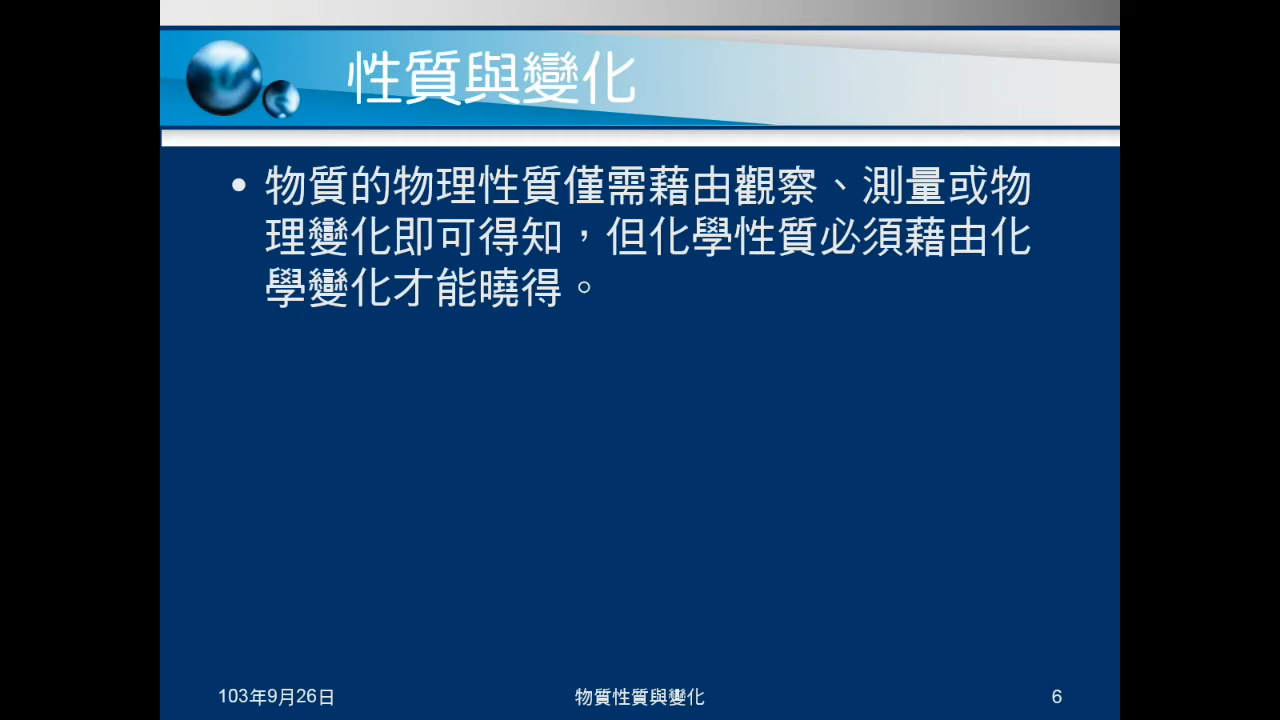 性質與變化
• 物質的物理性質僅需藉由觀察、測量或物
理變化即可得知，但化學性質必須藉由化
學變化才能曉得。
103年9月26日
物質性質與變化
6